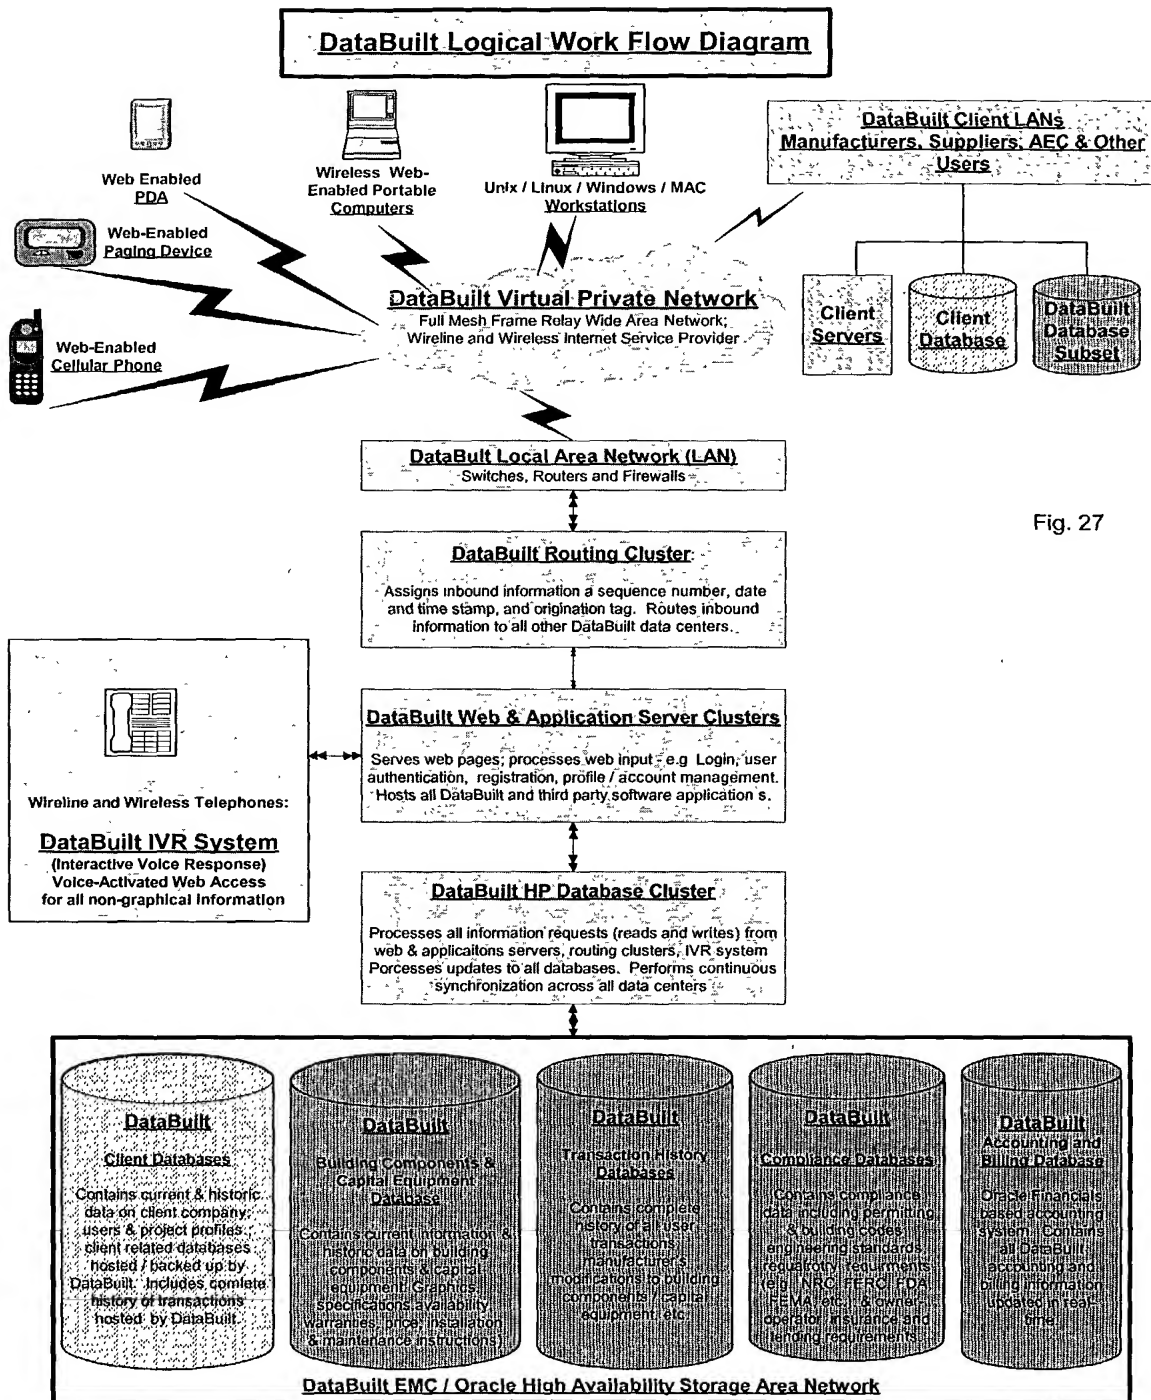 DataBuilt Logical Work Flow Diagram
Web Enabled
PDA
Wireless Web-
Enabled Portable
Computers
Unix / Linux / Windows / MAC
Workstations
DataBuilt Client LANs
Manufacturers, Suppliers, AEC & Other
Users
Web-Enabled
Paging Device
Web-Enabled
Cellular Phone
DataBuilt Virtual Private Network
Full Mesh Frame Relay Wide Area Network;
Wireline and Wireless Internet Service Provider
Client
Servers
Client
Database
DataBuilt
Database
Subset
DataBult Local Area Network (LAN)
Switches, Routers and Firewalls
Fig. 27
DataBuilt Routing Cluster
Assigns inbound information a sequence number, date
and time stamp, and origination tag. Routes inbound
information to all other DataBuilt data centers.
Wireline and Wireless Telephones:
DataBuilt IVR System
(Interactive Voice Response)
Voice-Activated Web Access
for all non-graphical information
DataBuilt Web & Application Server Clusters
Serves web pages; processes web input - e.g Login, user
authentication, registration, profile / account management.
Hosts all DataBuilt and third party software application s.
DataBuilt HP Database Cluster
Processes all information requests (reads and writes) from
web & applicaitons servers, routing clusters, IVR system
Porcesses updates to all databases. Performs continuous
synchronization across all data centers
DataBuilt
Client Databases
Contains current & historic
data on client company,
users & project profiles,
client related databases
hosted / backed up by
DataBuilt. Includes comlete
history of transactions
hosted by DataBuilt.
DataBuilt
Building Components &
Capital Equipment
Database
Contains current information &
historic data on building
components & capital
equipment. Graphics,
specifications, availability,
warranties, price, installation
& maintenance instructions)
DataBuilt
Transaction History
Databases
Contains complete
history of all user
transactions,
manufacturer's
modifications to building
components / capital
equipment, etc.
DataBuilt
Compliance Databases
Contains compliance
data including permitting
& building codes,
engineering standards,
regulatroty requirments
(e.g. NRC, FERC, FDA,
FEMA, etc.) & owner-
operator, insurance and
lending requirements.
DataBuilt
Accounting and
Billing Database
Oracle Financials
based accounting
system. Contains
all DataBuilt
accounting and
billing information
updated in real-
time.
DataBuilt EMC / Oracle High Availability Storage Area Network